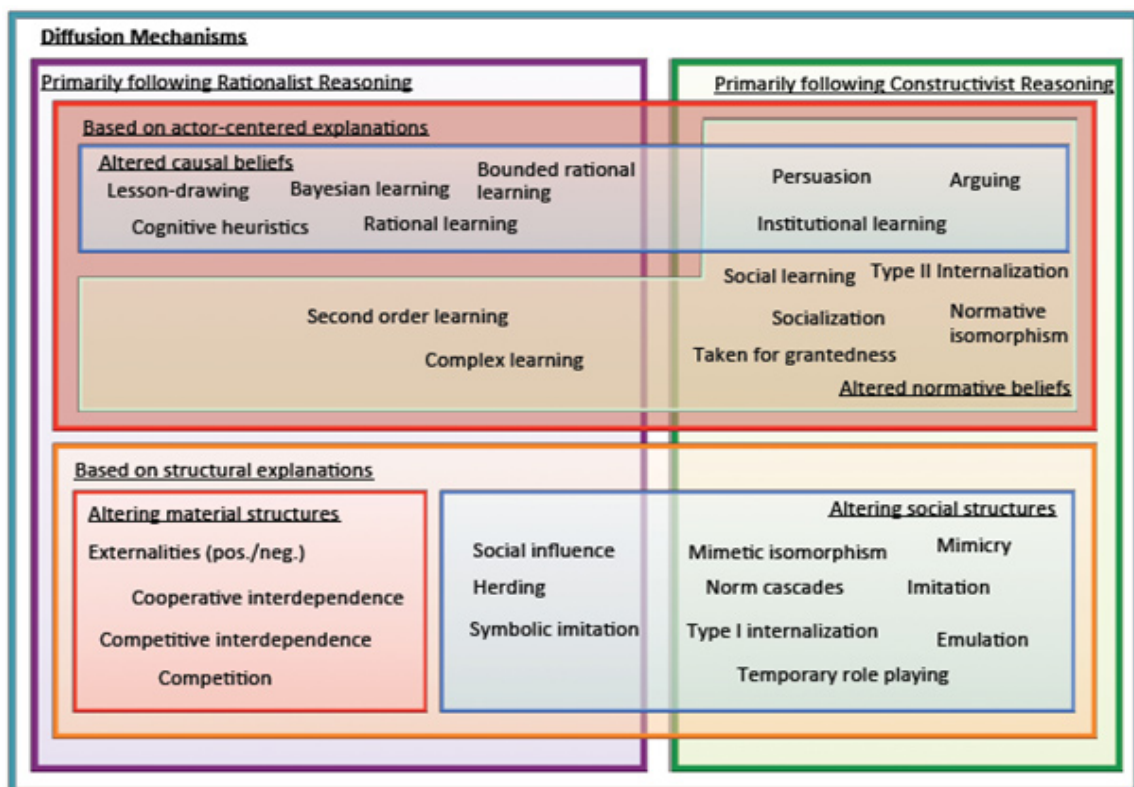 Diffusion Mechanisms
Primarily following Rationalist Reasoning
Primarily following Constructivist Reasoning
Based on actor-centered explanations
Altered causal beliefs
Lesson-drawing
Bayesian learning
Bounded rational
learning
Cognitive heuristics
Rational learning
Persuasion
Arguing
Institutional learning
Social learning
Type II Internalization
Second order learning
Socialization
Normative
isomorphism
Complex learning
Taken for grantedness
Altered normative beliefs
Based on structural explanations
Altering material structures
Externalities (pos./neg.)
Cooperative interdependence
Competitive interdependence
Competition
Altering social structures
Social influence
Herding
Symbolic imitation
Mimetic isomorphism
Mimicry
Norm cascades
Imitation
Type I internalization
Emulation
Temporary role playing